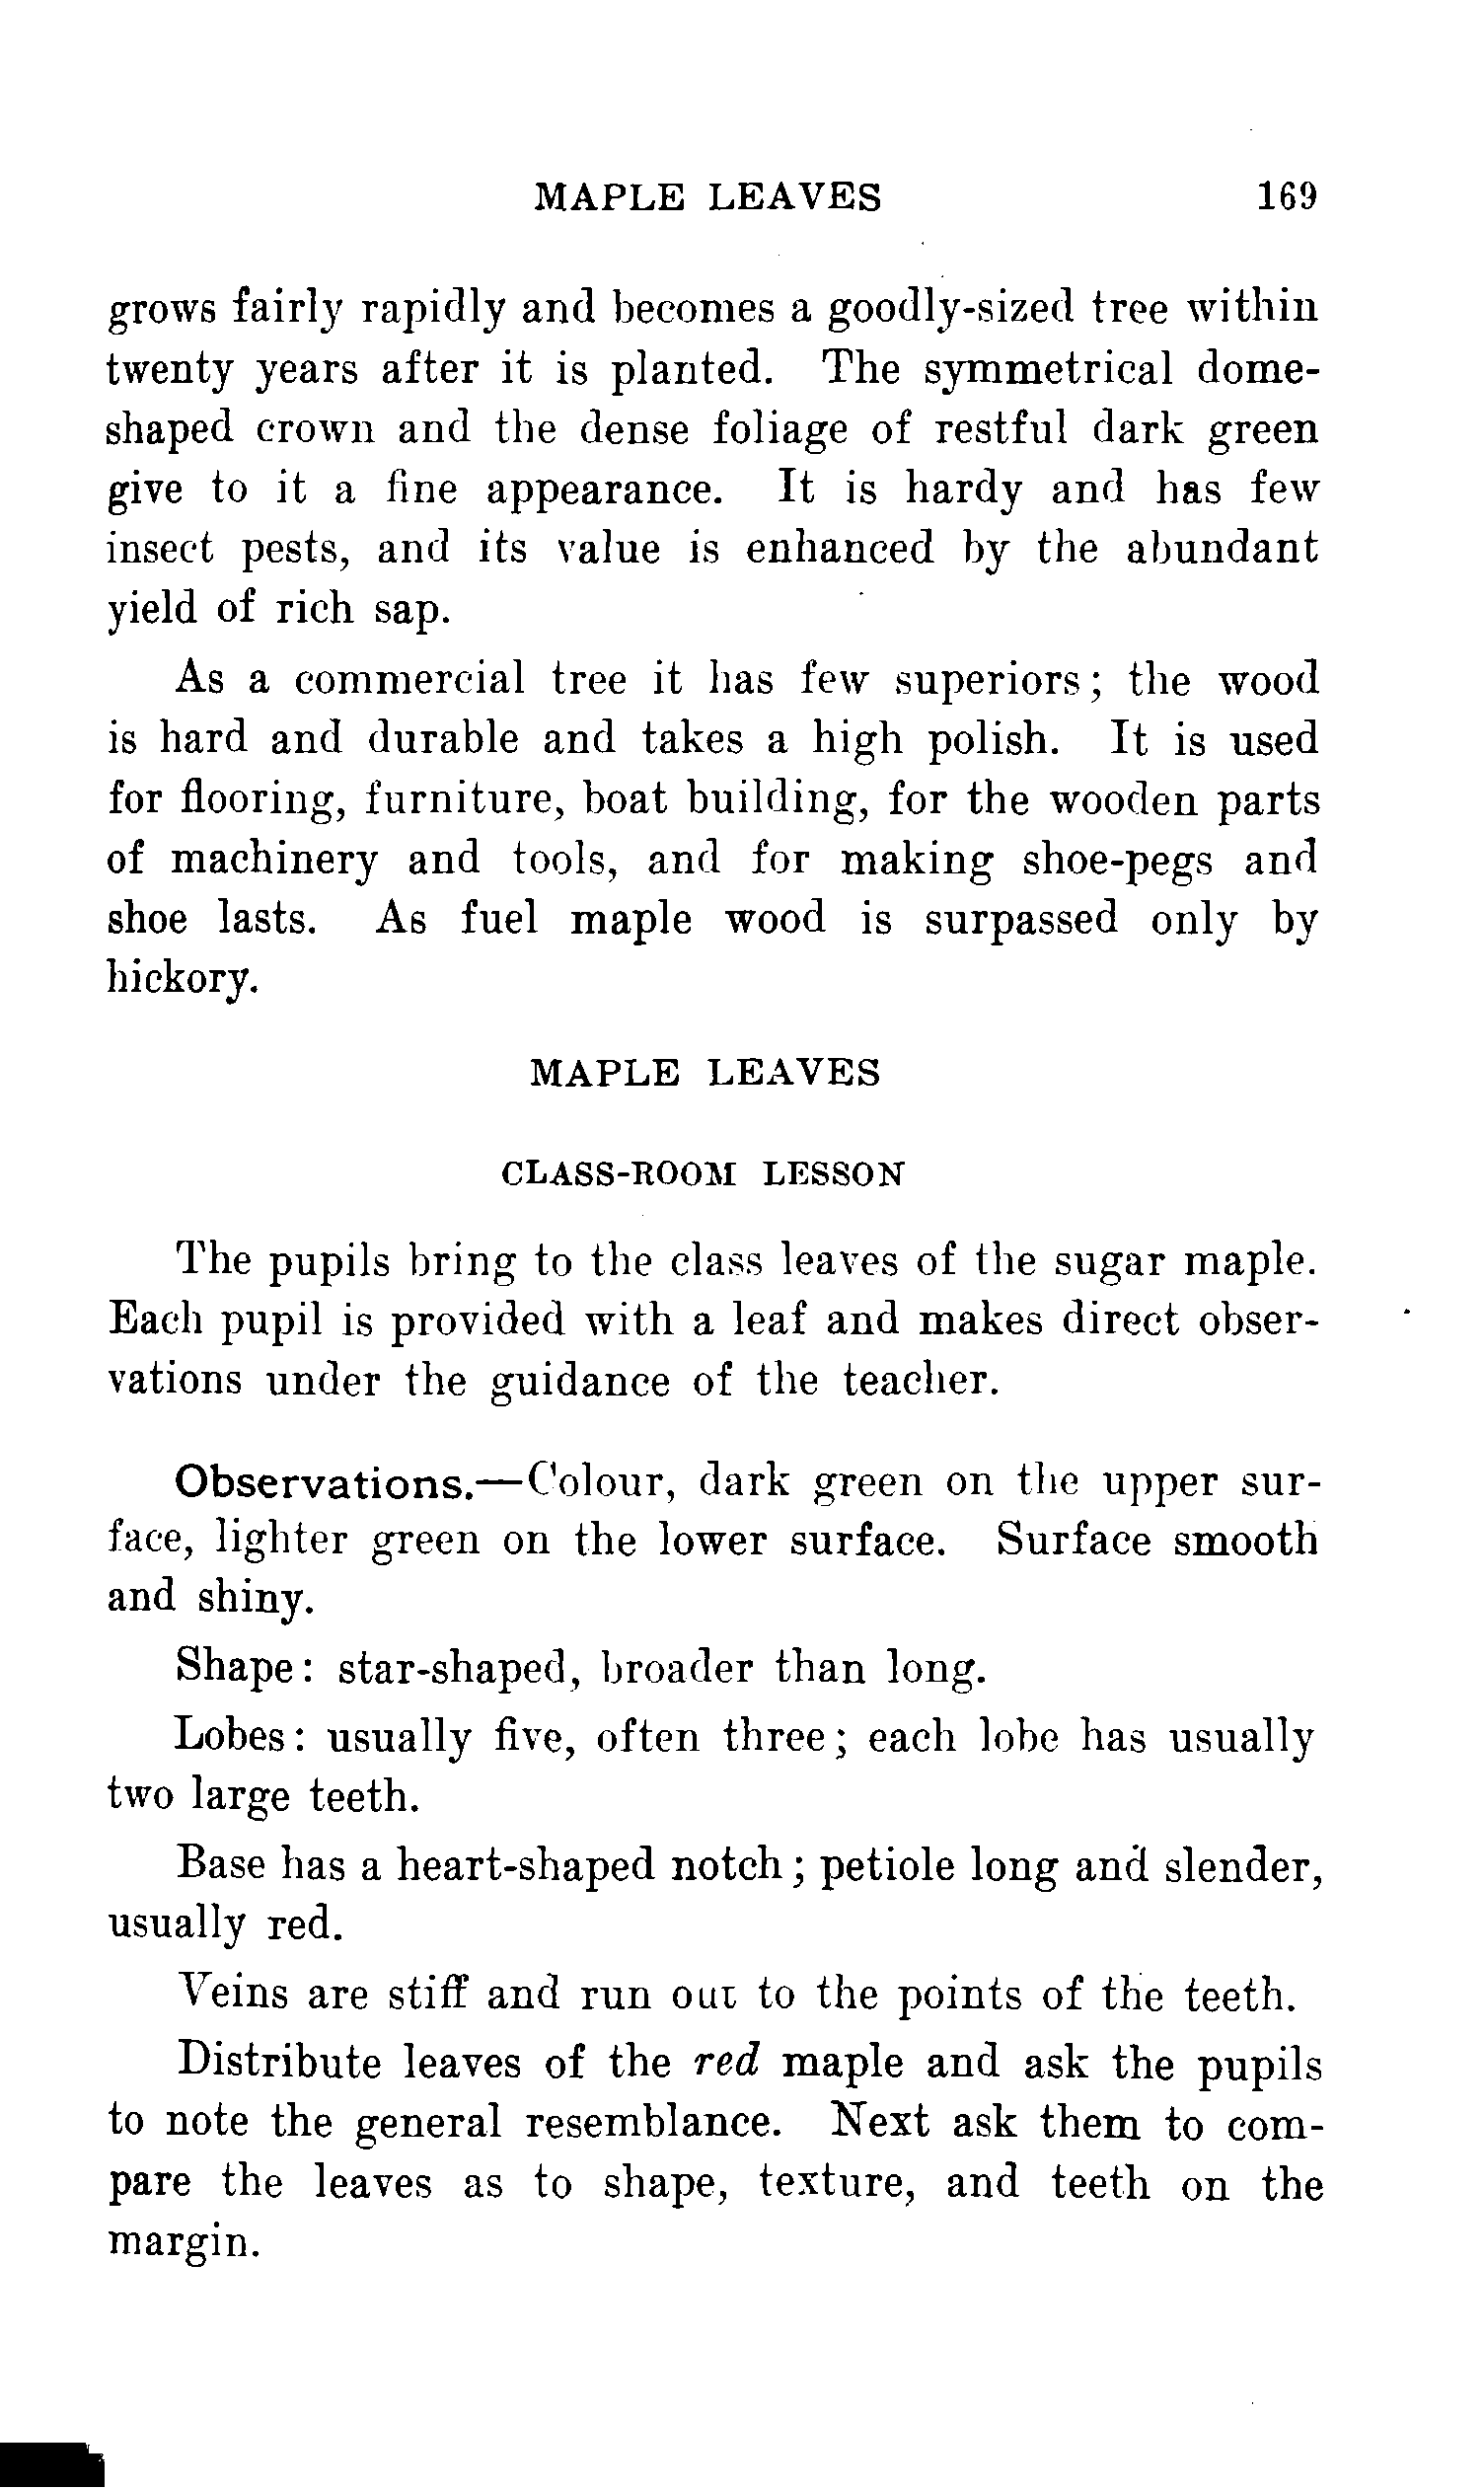 MAPLE LEAVES 169
grows fairly rapidly and becomes a goodly-sized tree within
twenty years after it is planted. The symmetrical dome-
shaped crown and the dense foliage of restful dark green
give to it a fine appearance. It is hardy and has few
insect pests, and its value is enhanced by the abundant
yield of rich sap.
As a commercial tree it has few superiors; the wood
is hard and durable and takes a high polish. It is used
for flooring, furniture, boat building, for the wooden parts
of machinery and tools, and for making shoe-pegs and
shoe lasts. As fuel maple wood is surpassed only by
hickory.
MAPLE LEAVES
CLASS-ROOM LESSON
The pupils bring to the class leaves of the sugar maple.
Each pupil is provided with a leaf and makes direct obser-
vations under the guidance of the teacher.
Observations.—Colour, dark green on the upper sur-
face, lighter green on the lower surface. Surface smooth
and shiny.
Shape: star-shaped, broader than long.
Lobes: usually five, often three; each lobe has usually
two large teeth.
Base has a heart-shaped notch; petiole long and slender,
usually red.
Veins are stiff and run out to the points of the teeth.
Distribute leaves of the red maple and ask the pupils
to note the general resemblance. Next ask them to com-
pare the leaves as to shape, texture, and teeth on the
margin.